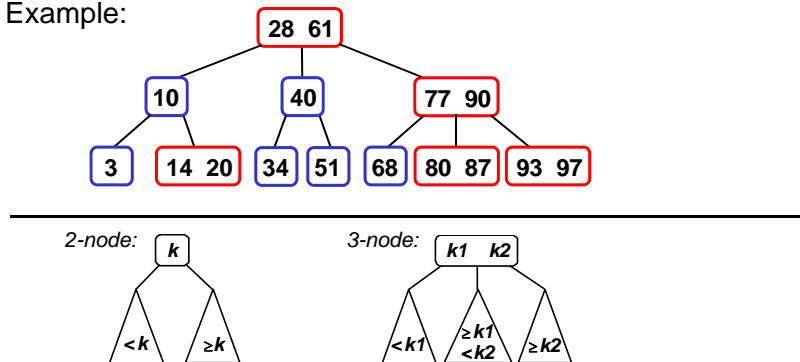 Example:
28 61
10 40 77 90
3 14 20 34 51 68 80 87 93 97
2-node: k 3-node: k1 k2
<k ≥k <k1 ≥k1 <k2 ≥k2